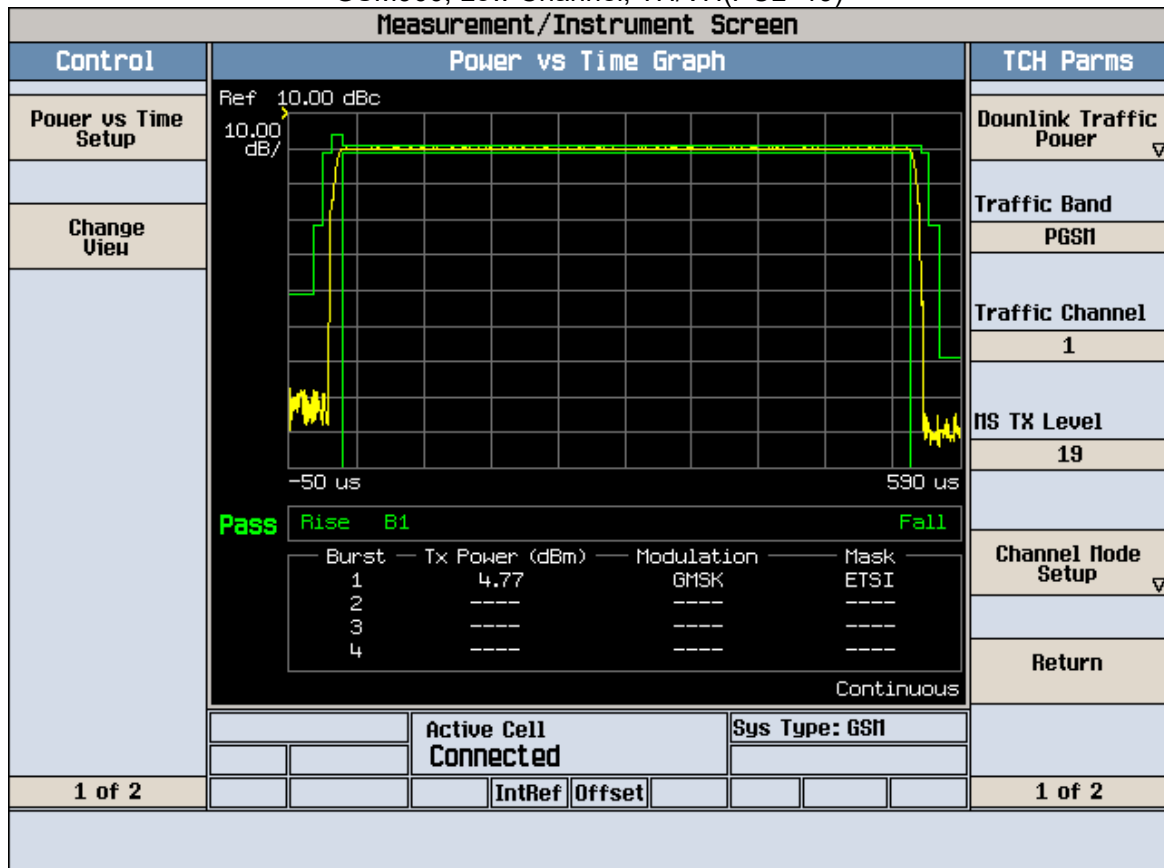 Measurement/Instrument Screen
Control
Power vs Time Graph
TCH Parms
Power vs Time
Setup
Change
View
1 of 2
Ref 10.00 dBc
10.00
dB/
-50 us
590 us
Pass
Rise B1
Fall
Burst Tx Power (dBm) Modulation Mask
1 4.77 GMSK ETSI
2 ---- ---- ----
3 ---- ---- ----
4 ---- ---- ----
Continuous
Active Cell
Connected
Sys Type: GSM
IntRef Offset
Downlink Traffic
Power
Traffic Band
PGSM
Traffic Channel
1
MS TX Level
19
Channel Mode
Setup
Return
1 of 2